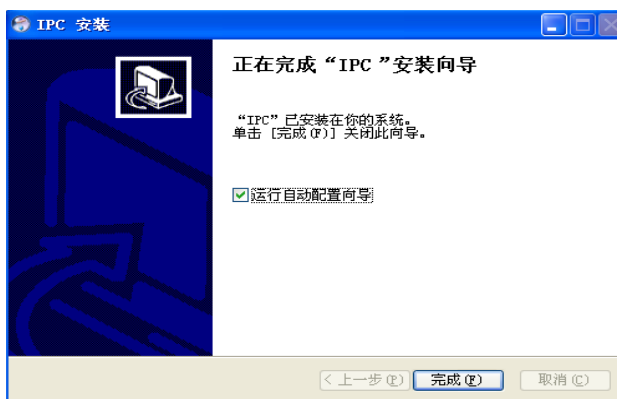 IPC 安装
正在完成“IPC ”安装向导
“IPC”已安装在你的系统。
单击 [完成(F)] 关闭此向导。
运行自动配置向导
< 上一步(P)
完成(F)
取消(C)